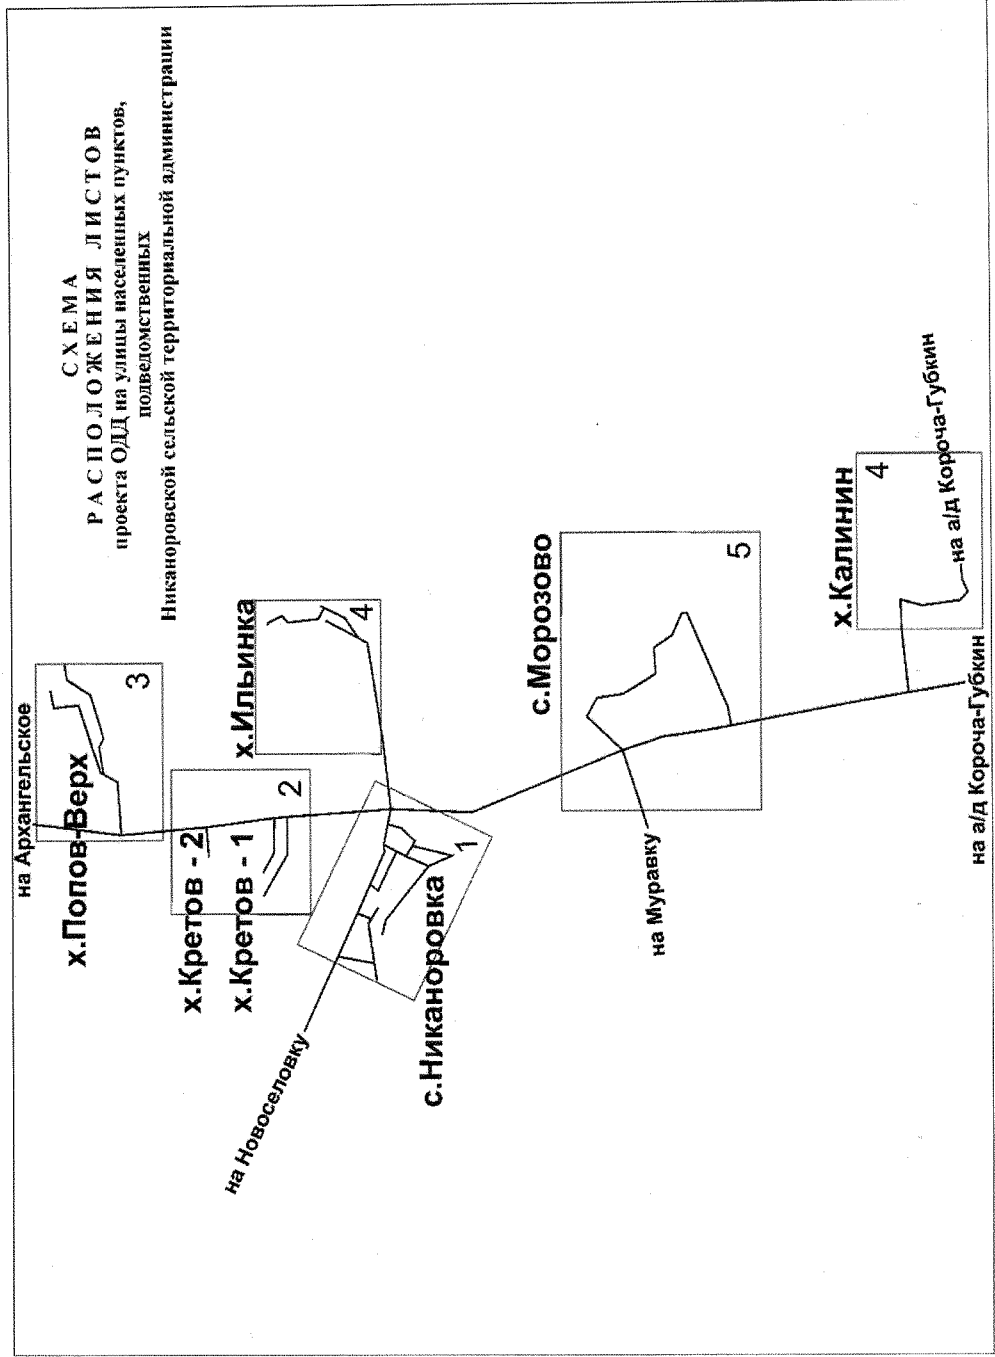 СХЕМА
РАСПОЛОЖЕНИЯ ЛИСТОВ
проекта ОДД на улицы населенных пунктов,
подведомственных
Никаноровской сельской территориальной администрации
на Архангельское
х.Попов-Верх
3
х.Кретов - 2
х.Кретов - 1
2
х.Ильинка
4
на Новоселовку
с.Никаноровка
1
с.Морозово
5
на Муравку
х.Калинин
4
на а/д Короча-Губкин
на а/д Короча-Губкин